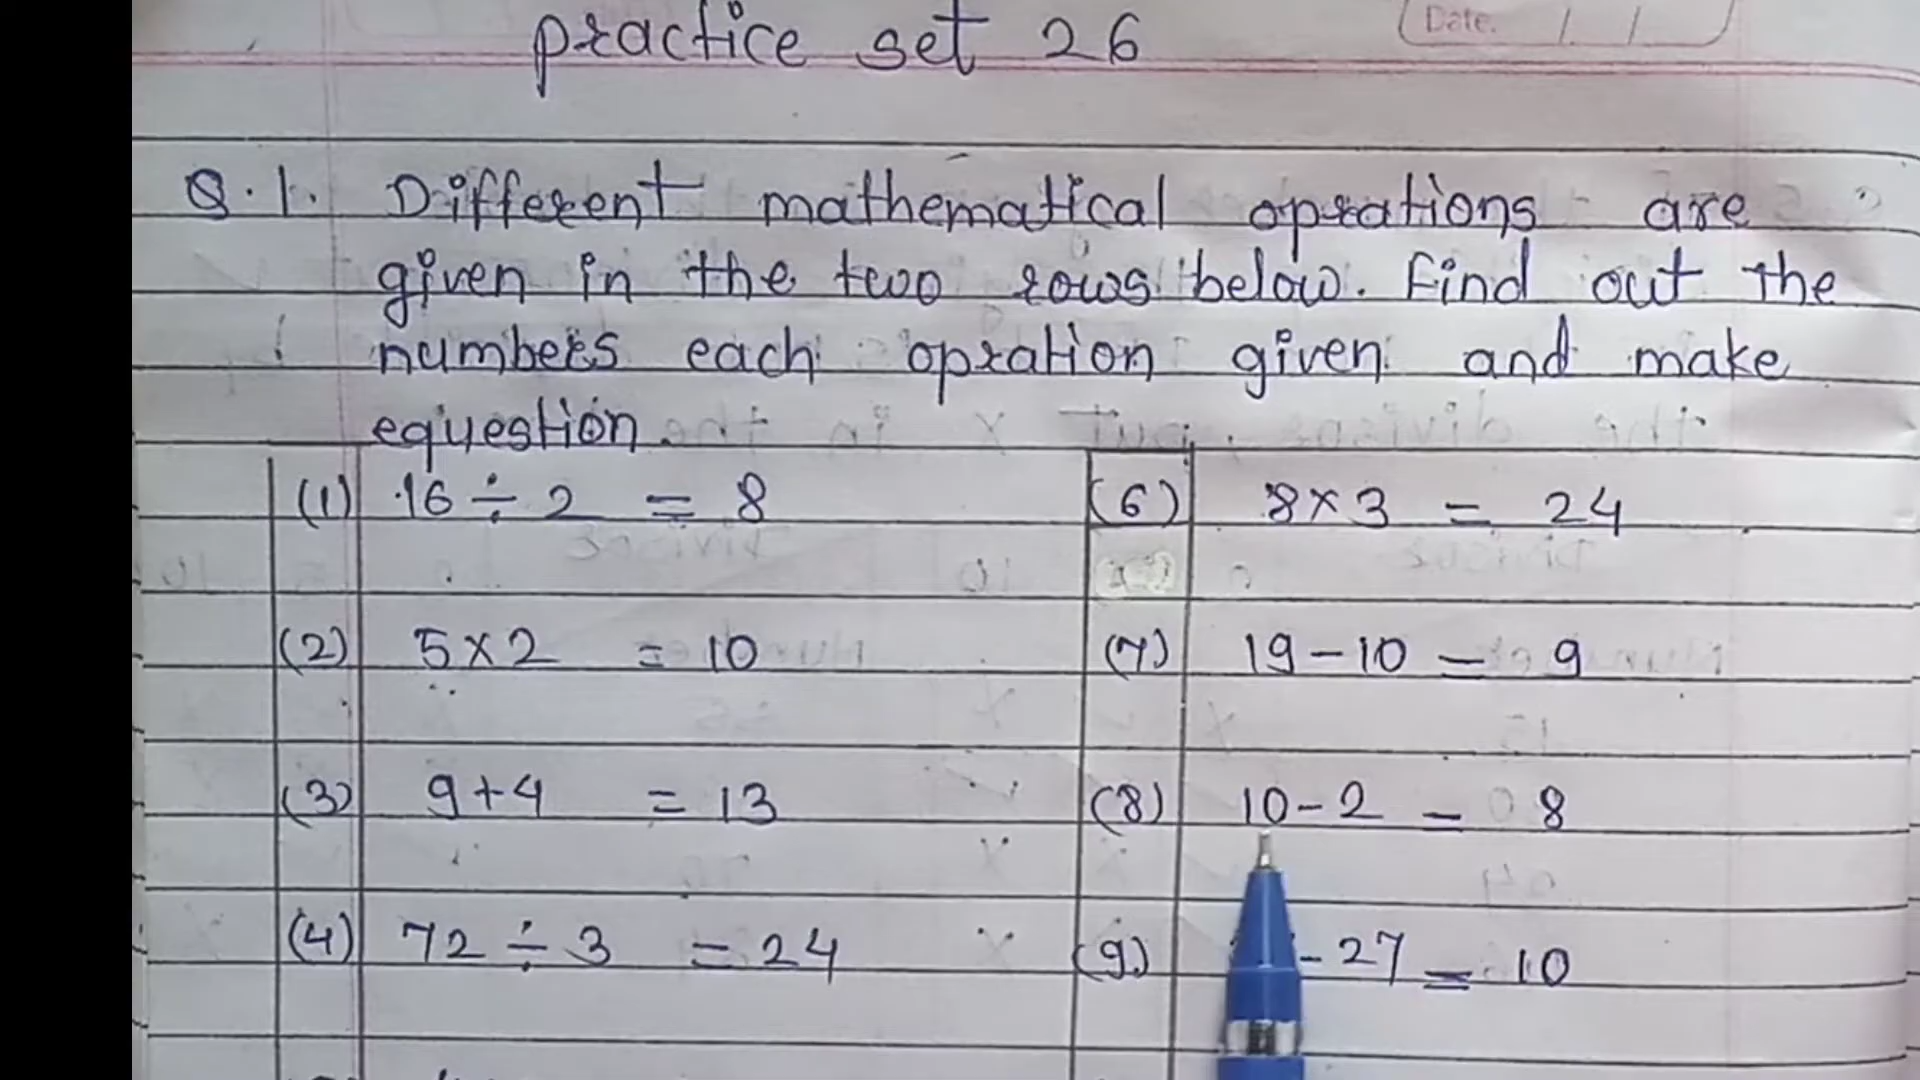 Date. / /
practice set 26
Q.1. Different mathematical oprations are
given in the two rows below. Find out the
numbers each opration given and make
equestion.
(1) 16 ÷ 2 = 8
(6) 8 × 3 = 24
(2) 5 × 2 = 10
(7) 19 - 10 = 9
(3) 9 + 4 = 13
(8) 10 - 2 = 8
(4) 72 ÷ 3 = 24
(9) - 27 = 10